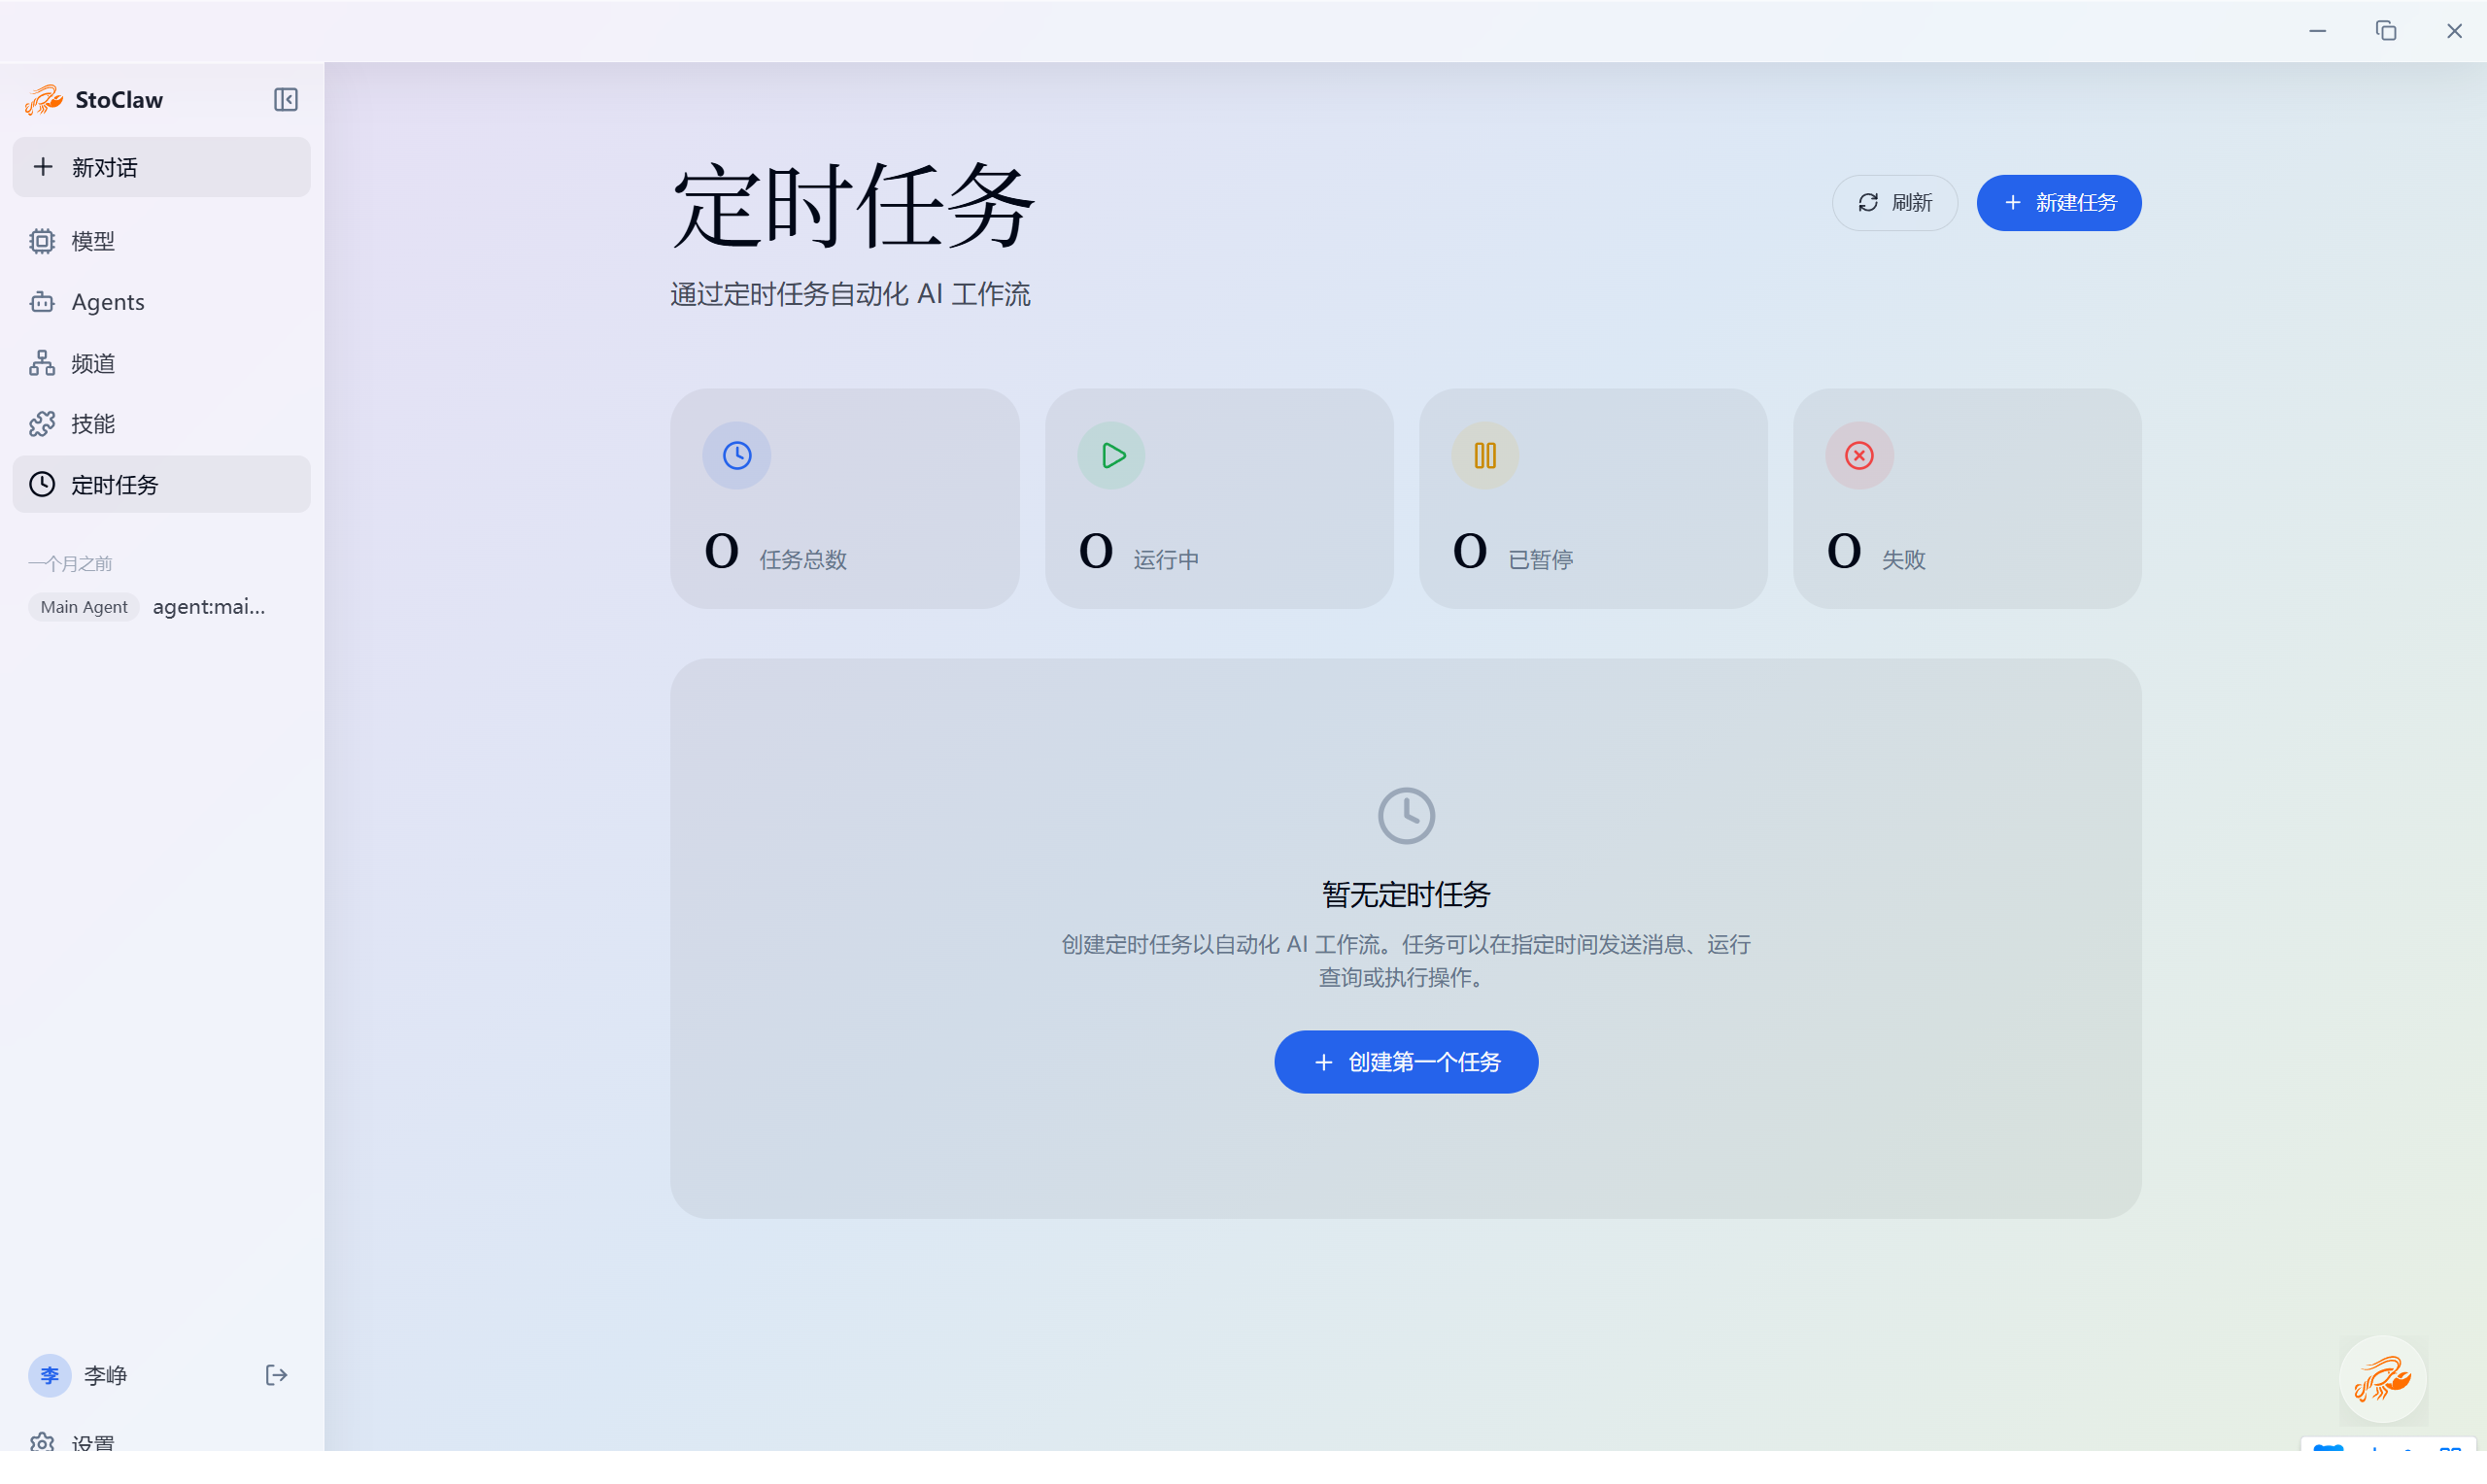 StoClaw
新对话
模型
Agents
频道
技能
定时任务
一个月之前
Main Agent agent:mai...
李 李峥
设置
定时任务
通过定时任务自动化 AI 工作流
刷新
新建任务
0 任务总数
0 运行中
0 已暂停
0 失败
暂无定时任务
创建定时任务以自动化 AI 工作流。任务可以在指定时间发送消息、运行
查询或执行操作。
创建第一个任务